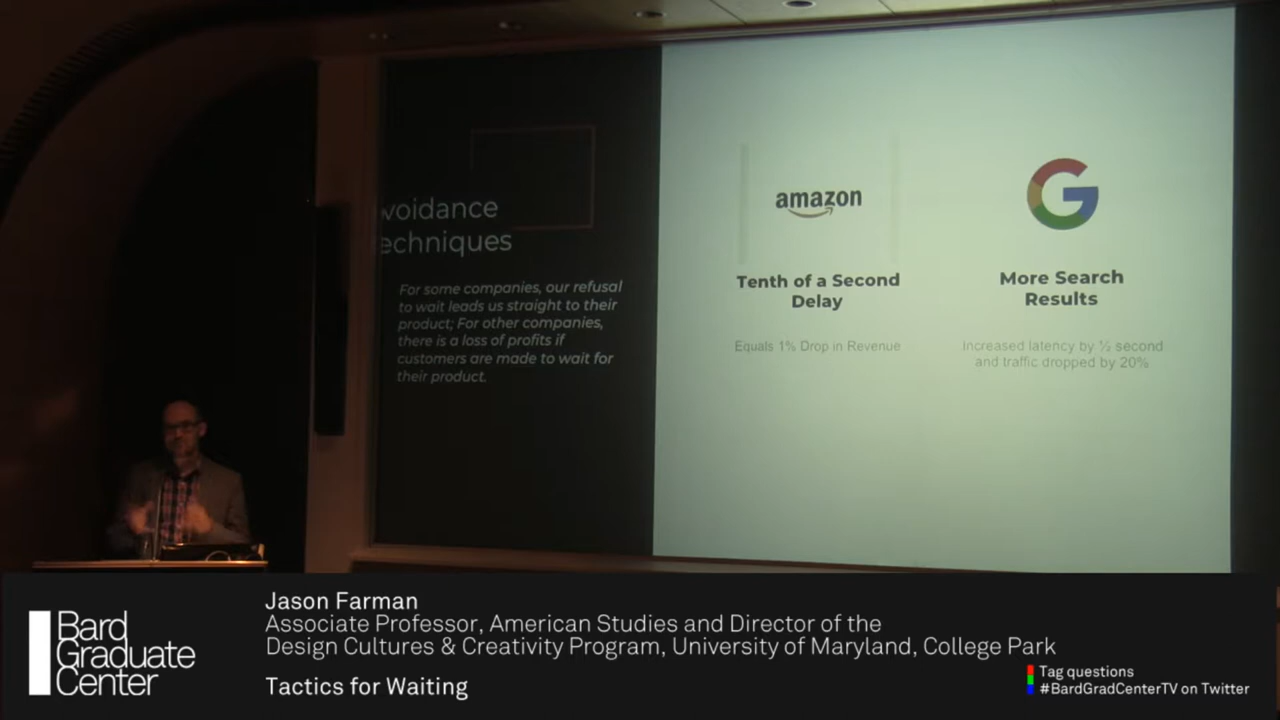 voidance
echniques
For some companies, our refusal
to wait leads us straight to their
product; For other companies,
there is a loss of profits if
customers are made to wait for
their product.
amazon
Tenth of a Second
Delay
Equals 1% Drop in Revenue
G
More Search
Results
Increased latency by ½ second
and traffic dropped by 20%
Bard
Graduate
Center
Jason Farman
Associate Professor, American Studies and Director of the
Design Cultures & Creativity Program, University of Maryland, College Park
Tactics for Waiting
Tag questions
#BardGradCenterTV on Twitter